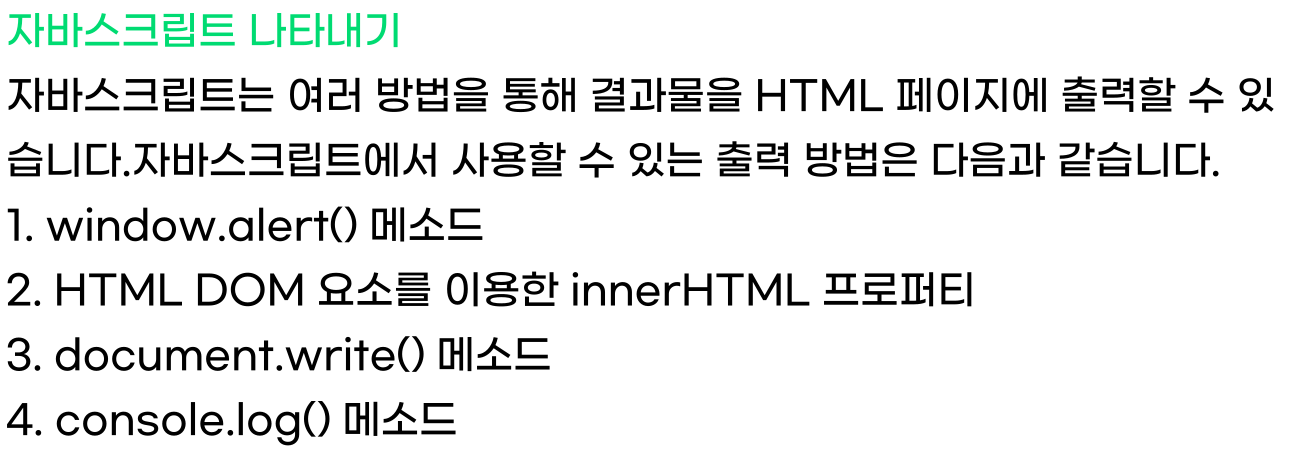 자바스크립트 나타내기
자바스크립트는 여러 방법을 통해 결과물을 HTML 페이지에 출력할 수 있
습니다.자바스크립트에서 사용할 수 있는 출력 방법은 다음과 같습니다.
1. window.alert() 메소드
2. HTML DOM 요소를 이용한 innerHTML 프로퍼티
3. document.write() 메소드
4. console.log() 메소드